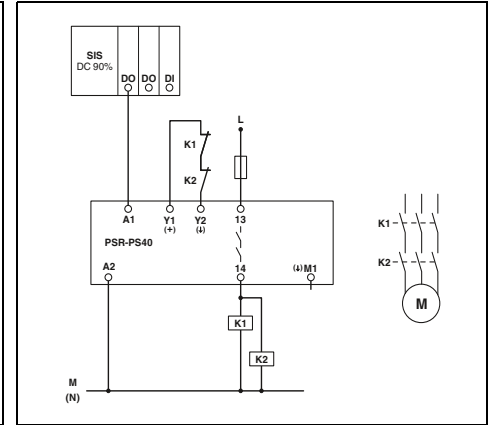 SIS
DC 90%
DO DO DI
L
K1
K2
A1 Y1 Y2 13
(+) (↓)
PSR-PS40
A2 14 (↓)M1
K1
K2
M
(N)
K1
K2
M